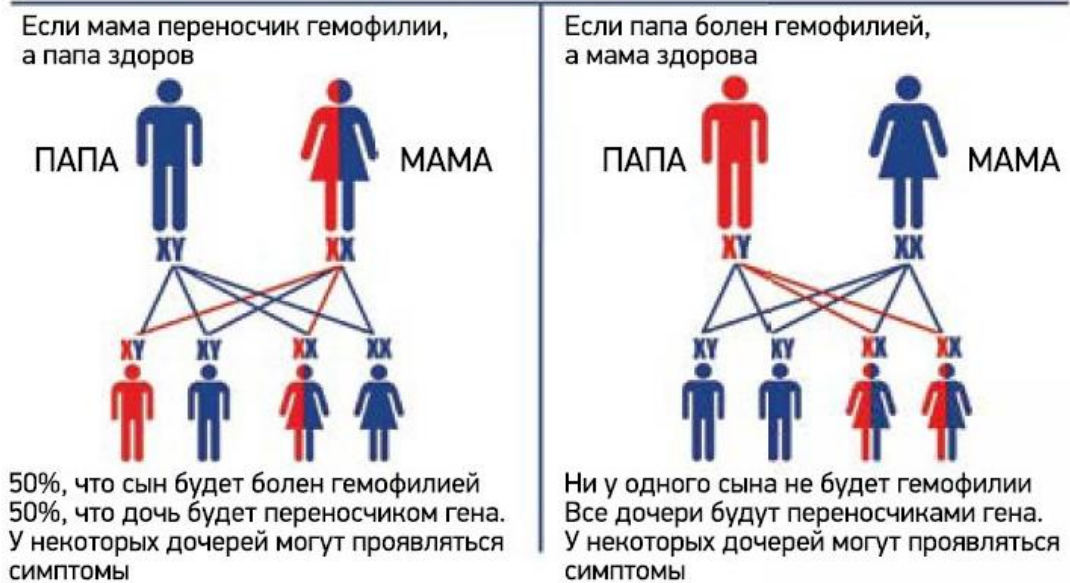 Если мама переносчик гемофилии,
а папа здоров
ПАПА
МАМА
XY
XX
XY
XY
XX
XX
50%, что сын будет болен гемофилией
50%, что дочь будет переносчиком гена.
У некоторых дочерей могут проявляться
симптомы
Если папа болен гемофилией,
а мама здорова
ПАПА
МАМА
XY
XX
XY
XY
XX
XX
Ни у одного сына не будет гемофилии
Все дочери будут переносчиками гена.
У некоторых дочерей могут проявляться
симптомы